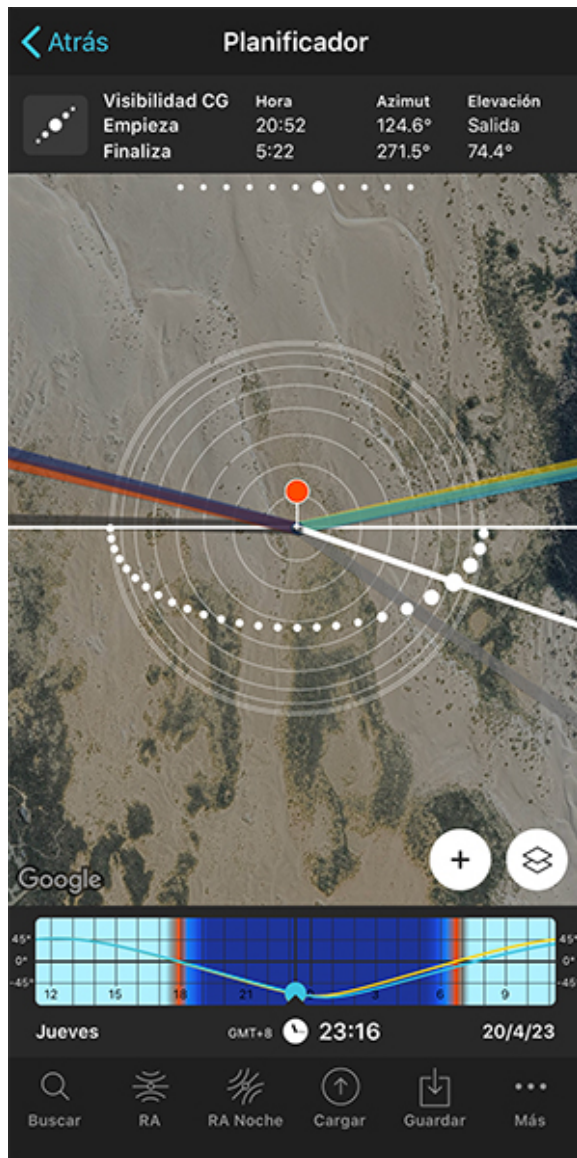 Atrás Planificador
Visibilidad CG Hora Azimut Elevación
Empieza 20:52 124.6° Salida
Finaliza 5:22 271.5° 74.4°
Google
45° 45°
0° 0°
-45° -45°
12 15 18 21 0 3 6 9
Jueves GMT+8 23:16 20/4/23
Buscar RA RA Noche Cargar Guardar Más